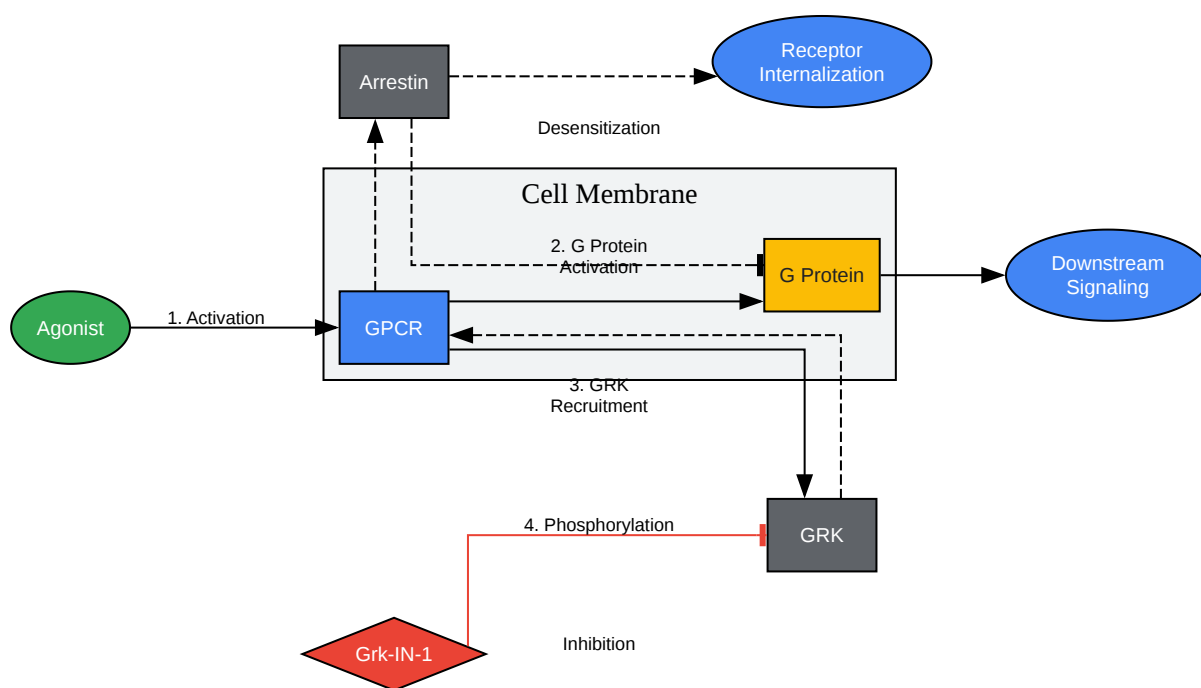 Receptor
Internalization
Arrestin
Desensitization
Cell Membrane
2. G Protein
Activation
G Protein
Downstream
Signaling
Agonist
1. Activation
GPCR
3. GRK
Recruitment
4. Phosphorylation
GRK
Grk-IN-1
Inhibition